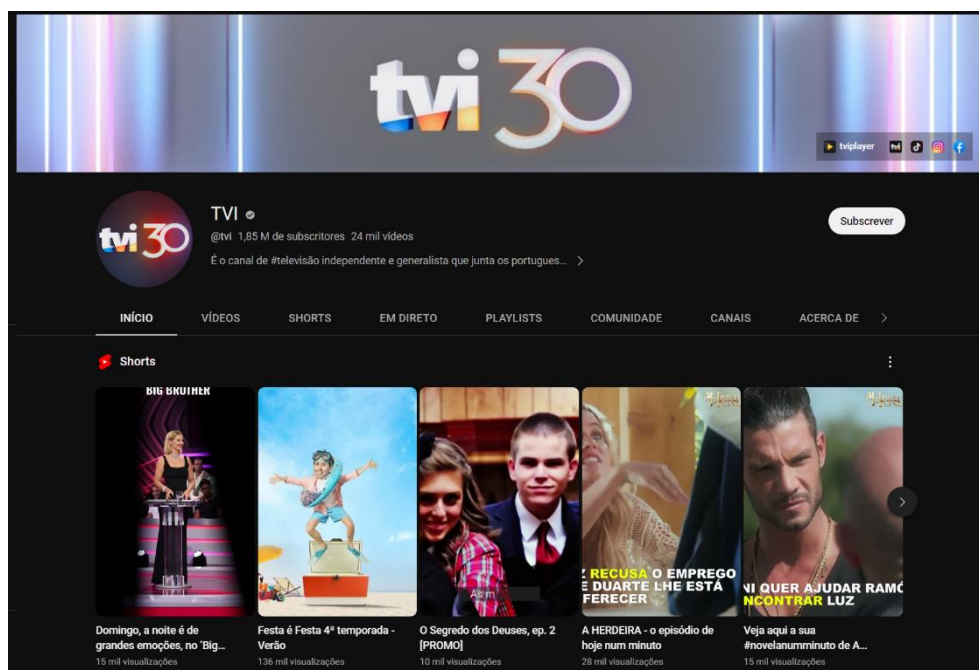 tvi 30
tviplayer tvi
tvi 30
TVI
@tvi 1,85 M de subscritores 24 mil vídeos
Subscrever
É o canal de #televisão independente e generalista que junta os portugues... >
INÍCIO VÍDEOS SHORTS EM DIRETO PLAYLISTS COMUNIDADE CANAIS ACERCA DE >
Shorts
BIG BRUTHER
Assim
RECUSA O EMPREGO
E DUARTE LHE ESTÁ
FERECER
NI QUER AJUDAR RAMÓ
NCONTRAR LUZ
Domingo, a noite é de
grandes emoções, no 'Big...
15 mil visualizações
Festa é Festa 4ª temporada -
Verão
136 mil visualizações
O Segredo dos Deuses, ep. 2
[PROMO]
10 mil visualizações
A HERDEIRA - o episódio de
hoje num minuto
28 mil visualizações
Veja aqui a sua
#novelanumminuto de A...
15 mil visualizações